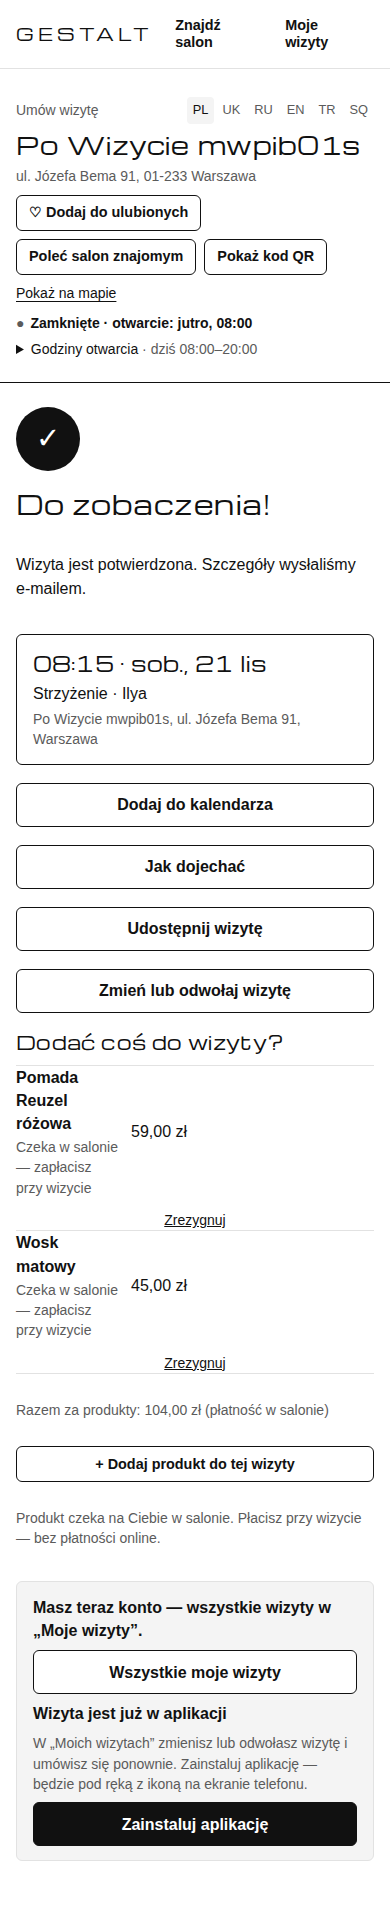 GESTALT
Znajdź salon
Moje wizyty
Umów wizytę
PL UK RU EN TR SQ
Po Wizycie mwpib01s
ul. Józefa Bema 91, 01-233 Warszawa
♡ Dodaj do ulubionych
Poleć salon znajomym
Pokaż kod QR
Pokaż na mapie
● Zamknięte · otwarcie: jutro, 08:00
▶ Godziny otwarcia · dziś 08:00–20:00
✓
Do zobaczenia!
Wizyta jest potwierdzona. Szczegóły wysłaliśmy
e-mailem.
08:15 · sob., 21 lis
Strzyżenie · Ilya
Po Wizycie mwpib01s, ul. Józefa Bema 91,
Warszawa
Dodaj do kalendarza
Jak dojechać
Udostępnij wizytę
Zmień lub odwołaj wizytę
Dodać coś do wizyty?
Pomada
Reuzel
różowa
Czeka w salonie
— zapłacisz
przy wizycie
59,00 zł
Zrezygnuj
Wosk
matowy
Czeka w salonie
— zapłacisz
przy wizycie
45,00 zł
Zrezygnuj
Razem za produkty: 104,00 zł (płatność w salonie)
+ Dodaj produkt do tej wizyty
Produkt czeka na Ciebie w salonie. Płacisz przy wizycie
— bez płatności online.
Masz teraz konto — wszystkie wizyty w
„Moje wizyty”.
Wszystkie moje wizyty
Wizyta jest już w aplikacji
W „Moich wizytach” zmienisz lub odwołasz wizytę i
umówisz się ponownie. Zainstaluj aplikację —
będzie pod ręką z ikoną na ekranie telefonu.
Zainstaluj aplikację